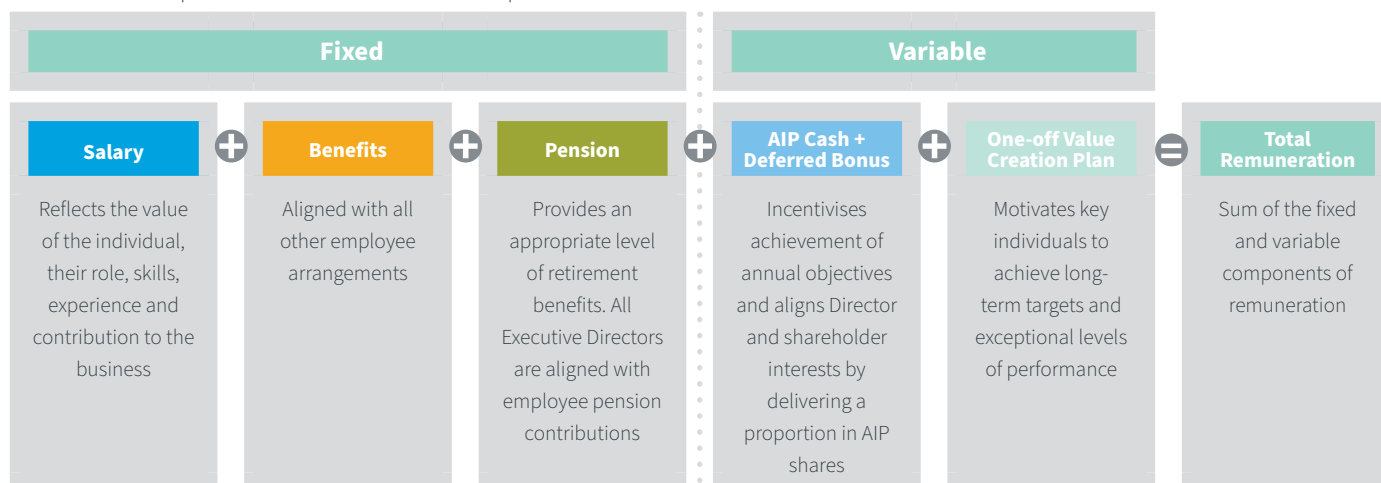 Fixed
Variable
Salary
Reflects the value
of the individual,
their role, skills,
experience and
contribution to the
business
+
Benefits
Aligned with all
other employee
arrangements
+
Pension
Provides an
appropriate level
of retirement
benefits. All
Executive Directors
are aligned with
employee pension
contributions
+
AIP Cash +
Deferred Bonus
Incentivises
achievement of
annual objectives
and aligns Director
and shareholder
interests by
delivering a
proportion in AIP
shares
+
One-off Value
Creation Plan
Motivates key
individuals to
achieve long-
term targets and
exceptional levels
of performance
=
Total
Remuneration
Sum of the fixed
and variable
components of
remuneration